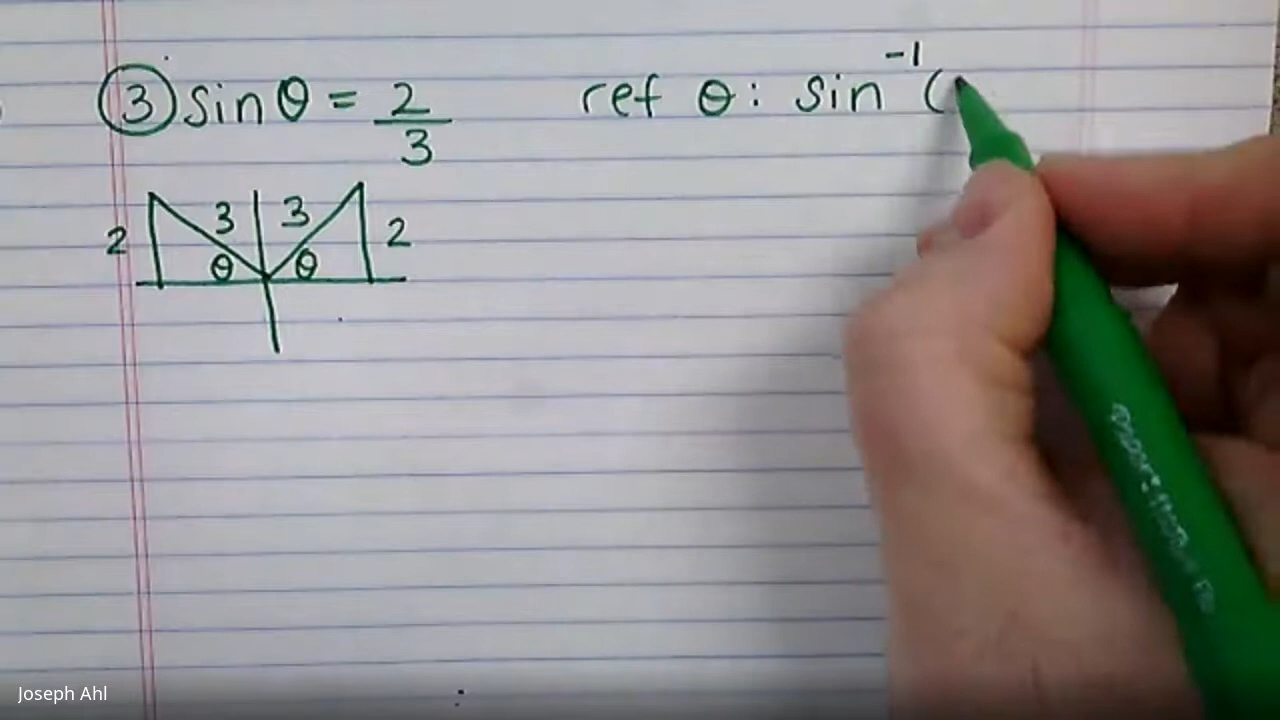 ③ sin θ = 2/3
ref θ: sin⁻¹(
2 3 3 2
θ θ
Joseph Ahl